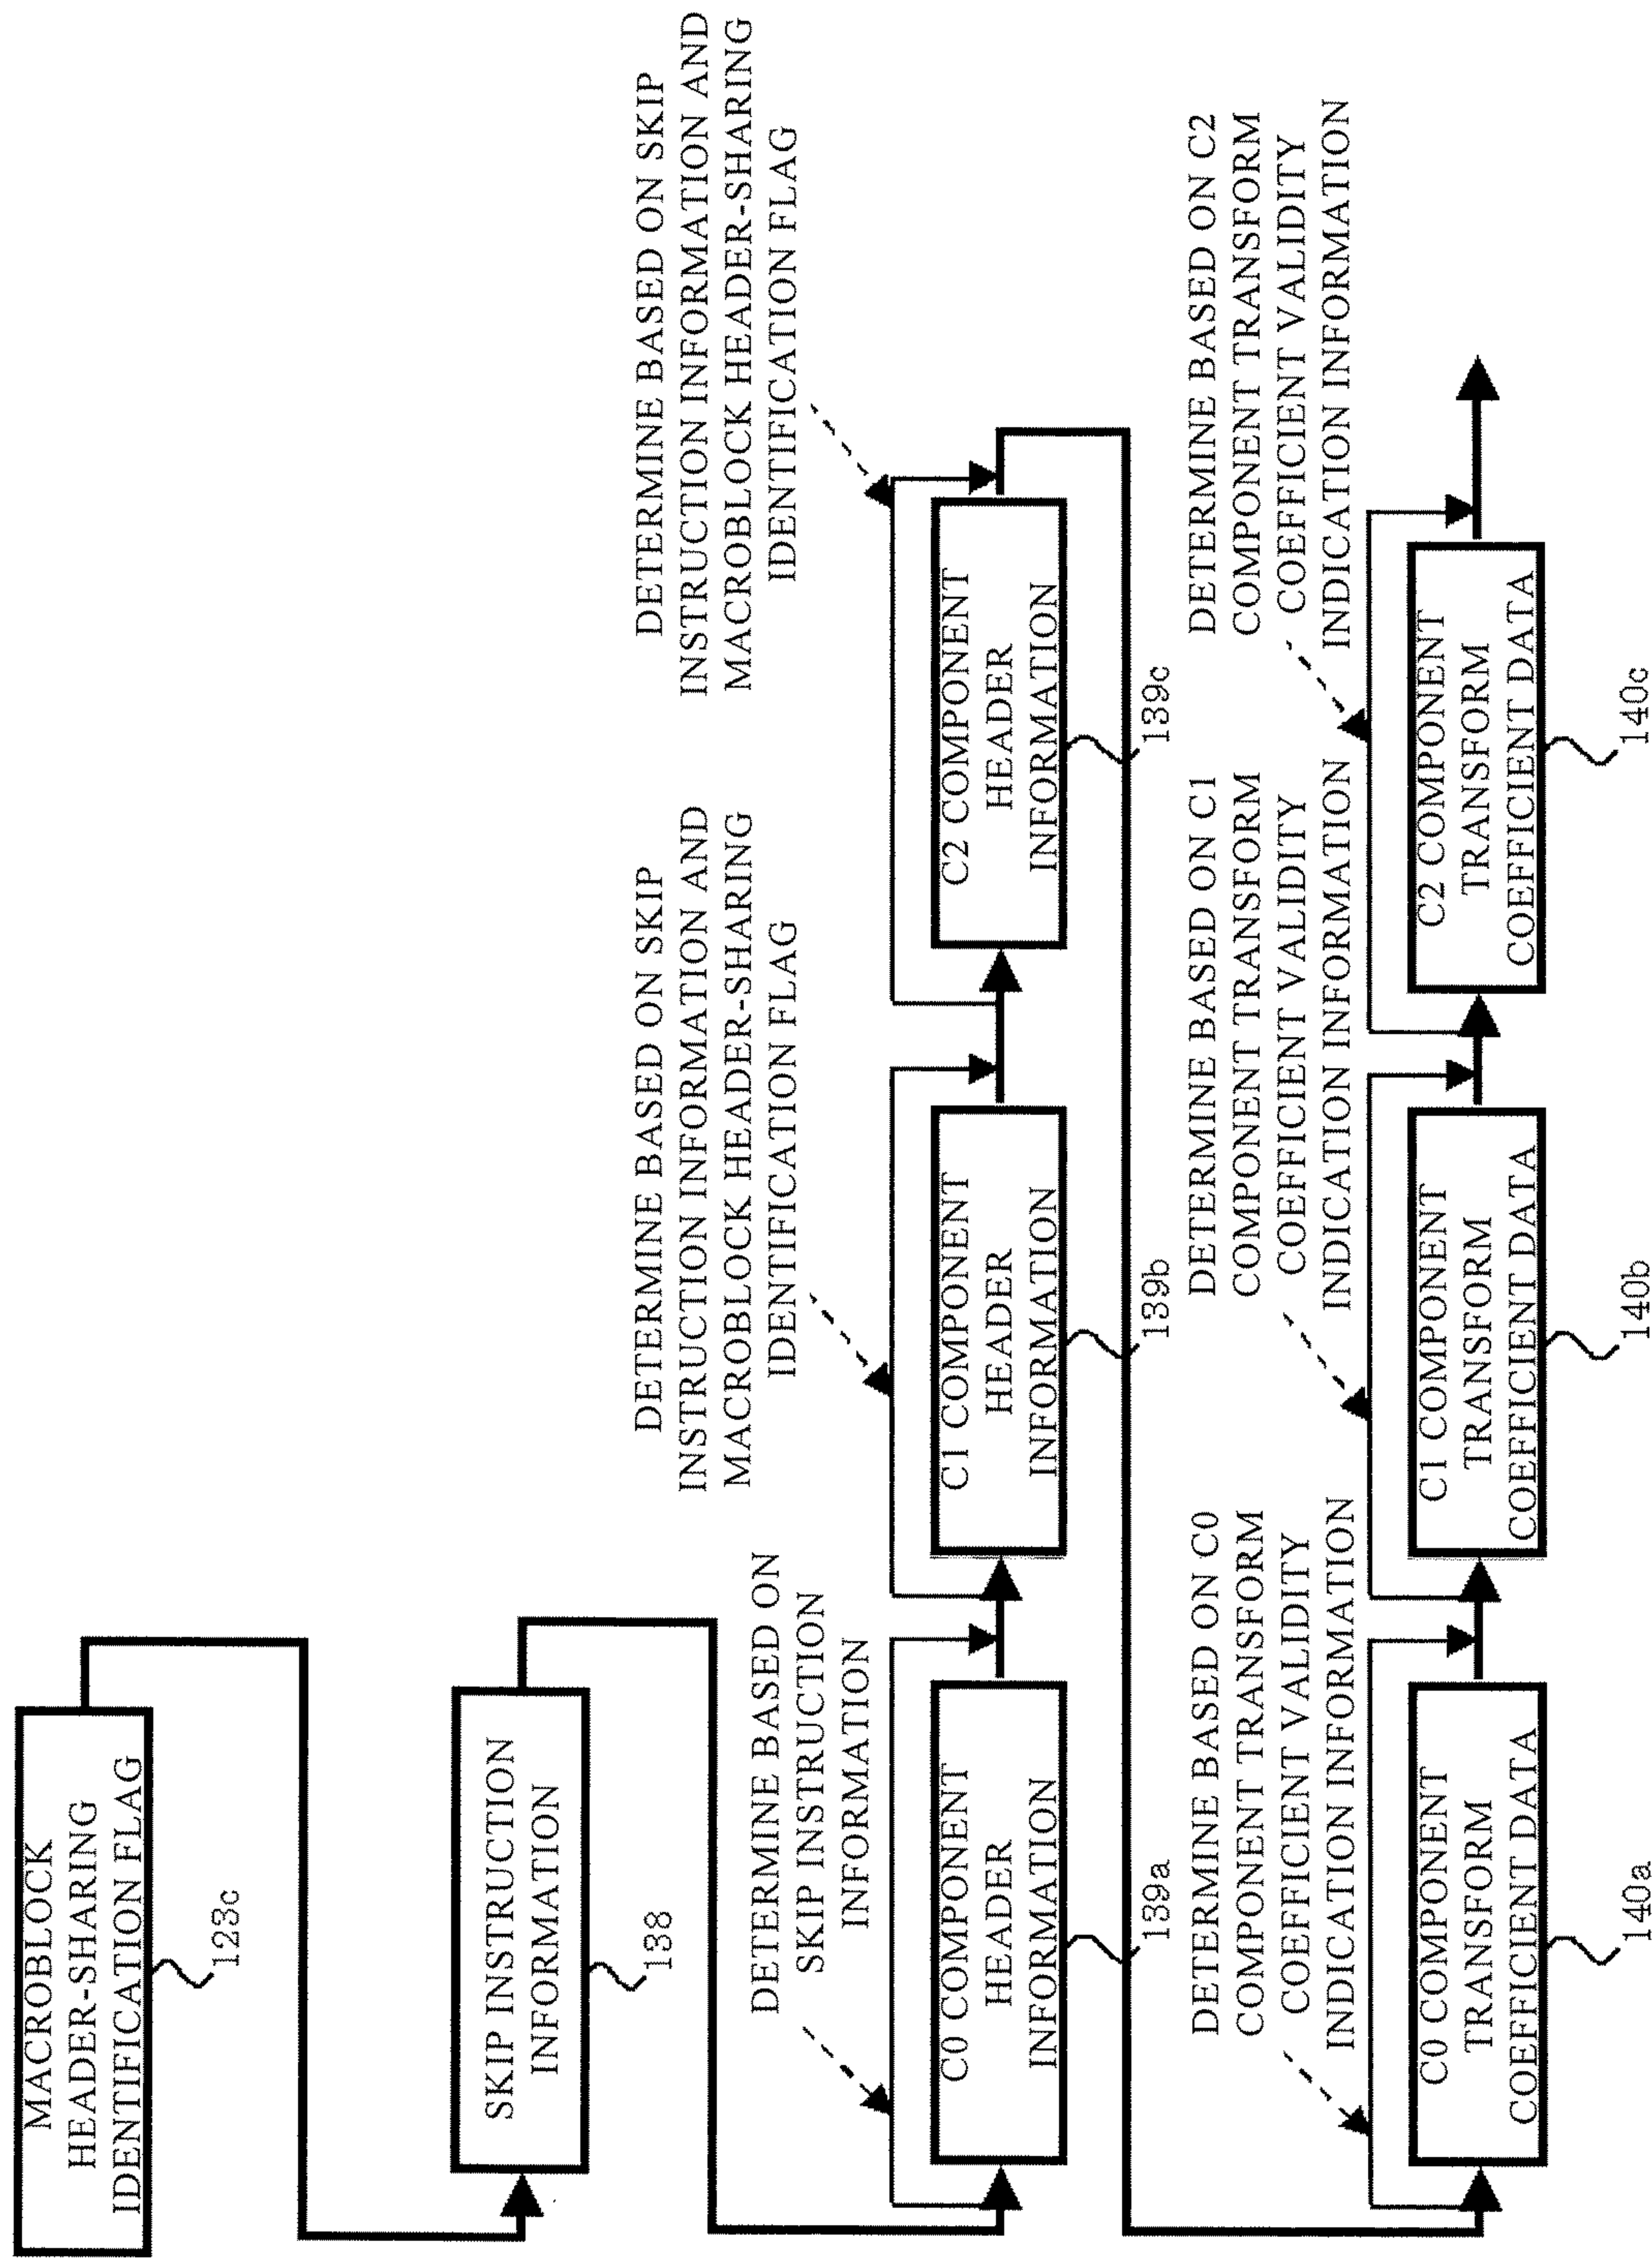 MACROBLOCK
HEADER-SHARING
IDENTIFICATION FLAG
123c
SKIP INSTRUCTION
INFORMATION
138
DETERMINE BASED ON
SKIP INSTRUCTION
INFORMATION
DETERMINE BASED ON SKIP
INSTRUCTION INFORMATION AND
MACROBLOCK HEADER-SHARING
IDENTIFICATION FLAG
DETERMINE BASED ON SKIP
INSTRUCTION INFORMATION AND
MACROBLOCK HEADER-SHARING
IDENTIFICATION FLAG
C0 COMPONENT
HEADER
INFORMATION
139a
C1 COMPONENT
HEADER
INFORMATION
139b
C2 COMPONENT
HEADER
INFORMATION
139c
DETERMINE BASED ON C0
COMPONENT TRANSFORM
COEFFICIENT VALIDITY
INDICATION INFORMATION
DETERMINE BASED ON C1
COMPONENT TRANSFORM
COEFFICIENT VALIDITY
INDICATION INFORMATION
DETERMINE BASED ON C2
COMPONENT TRANSFORM
COEFFICIENT VALIDITY
INDICATION INFORMATION
C0 COMPONENT
TRANSFORM
COEFFICIENT DATA
140a
C1 COMPONENT
TRANSFORM
COEFFICIENT DATA
140b
C2 COMPONENT
TRANSFORM
COEFFICIENT DATA
140c